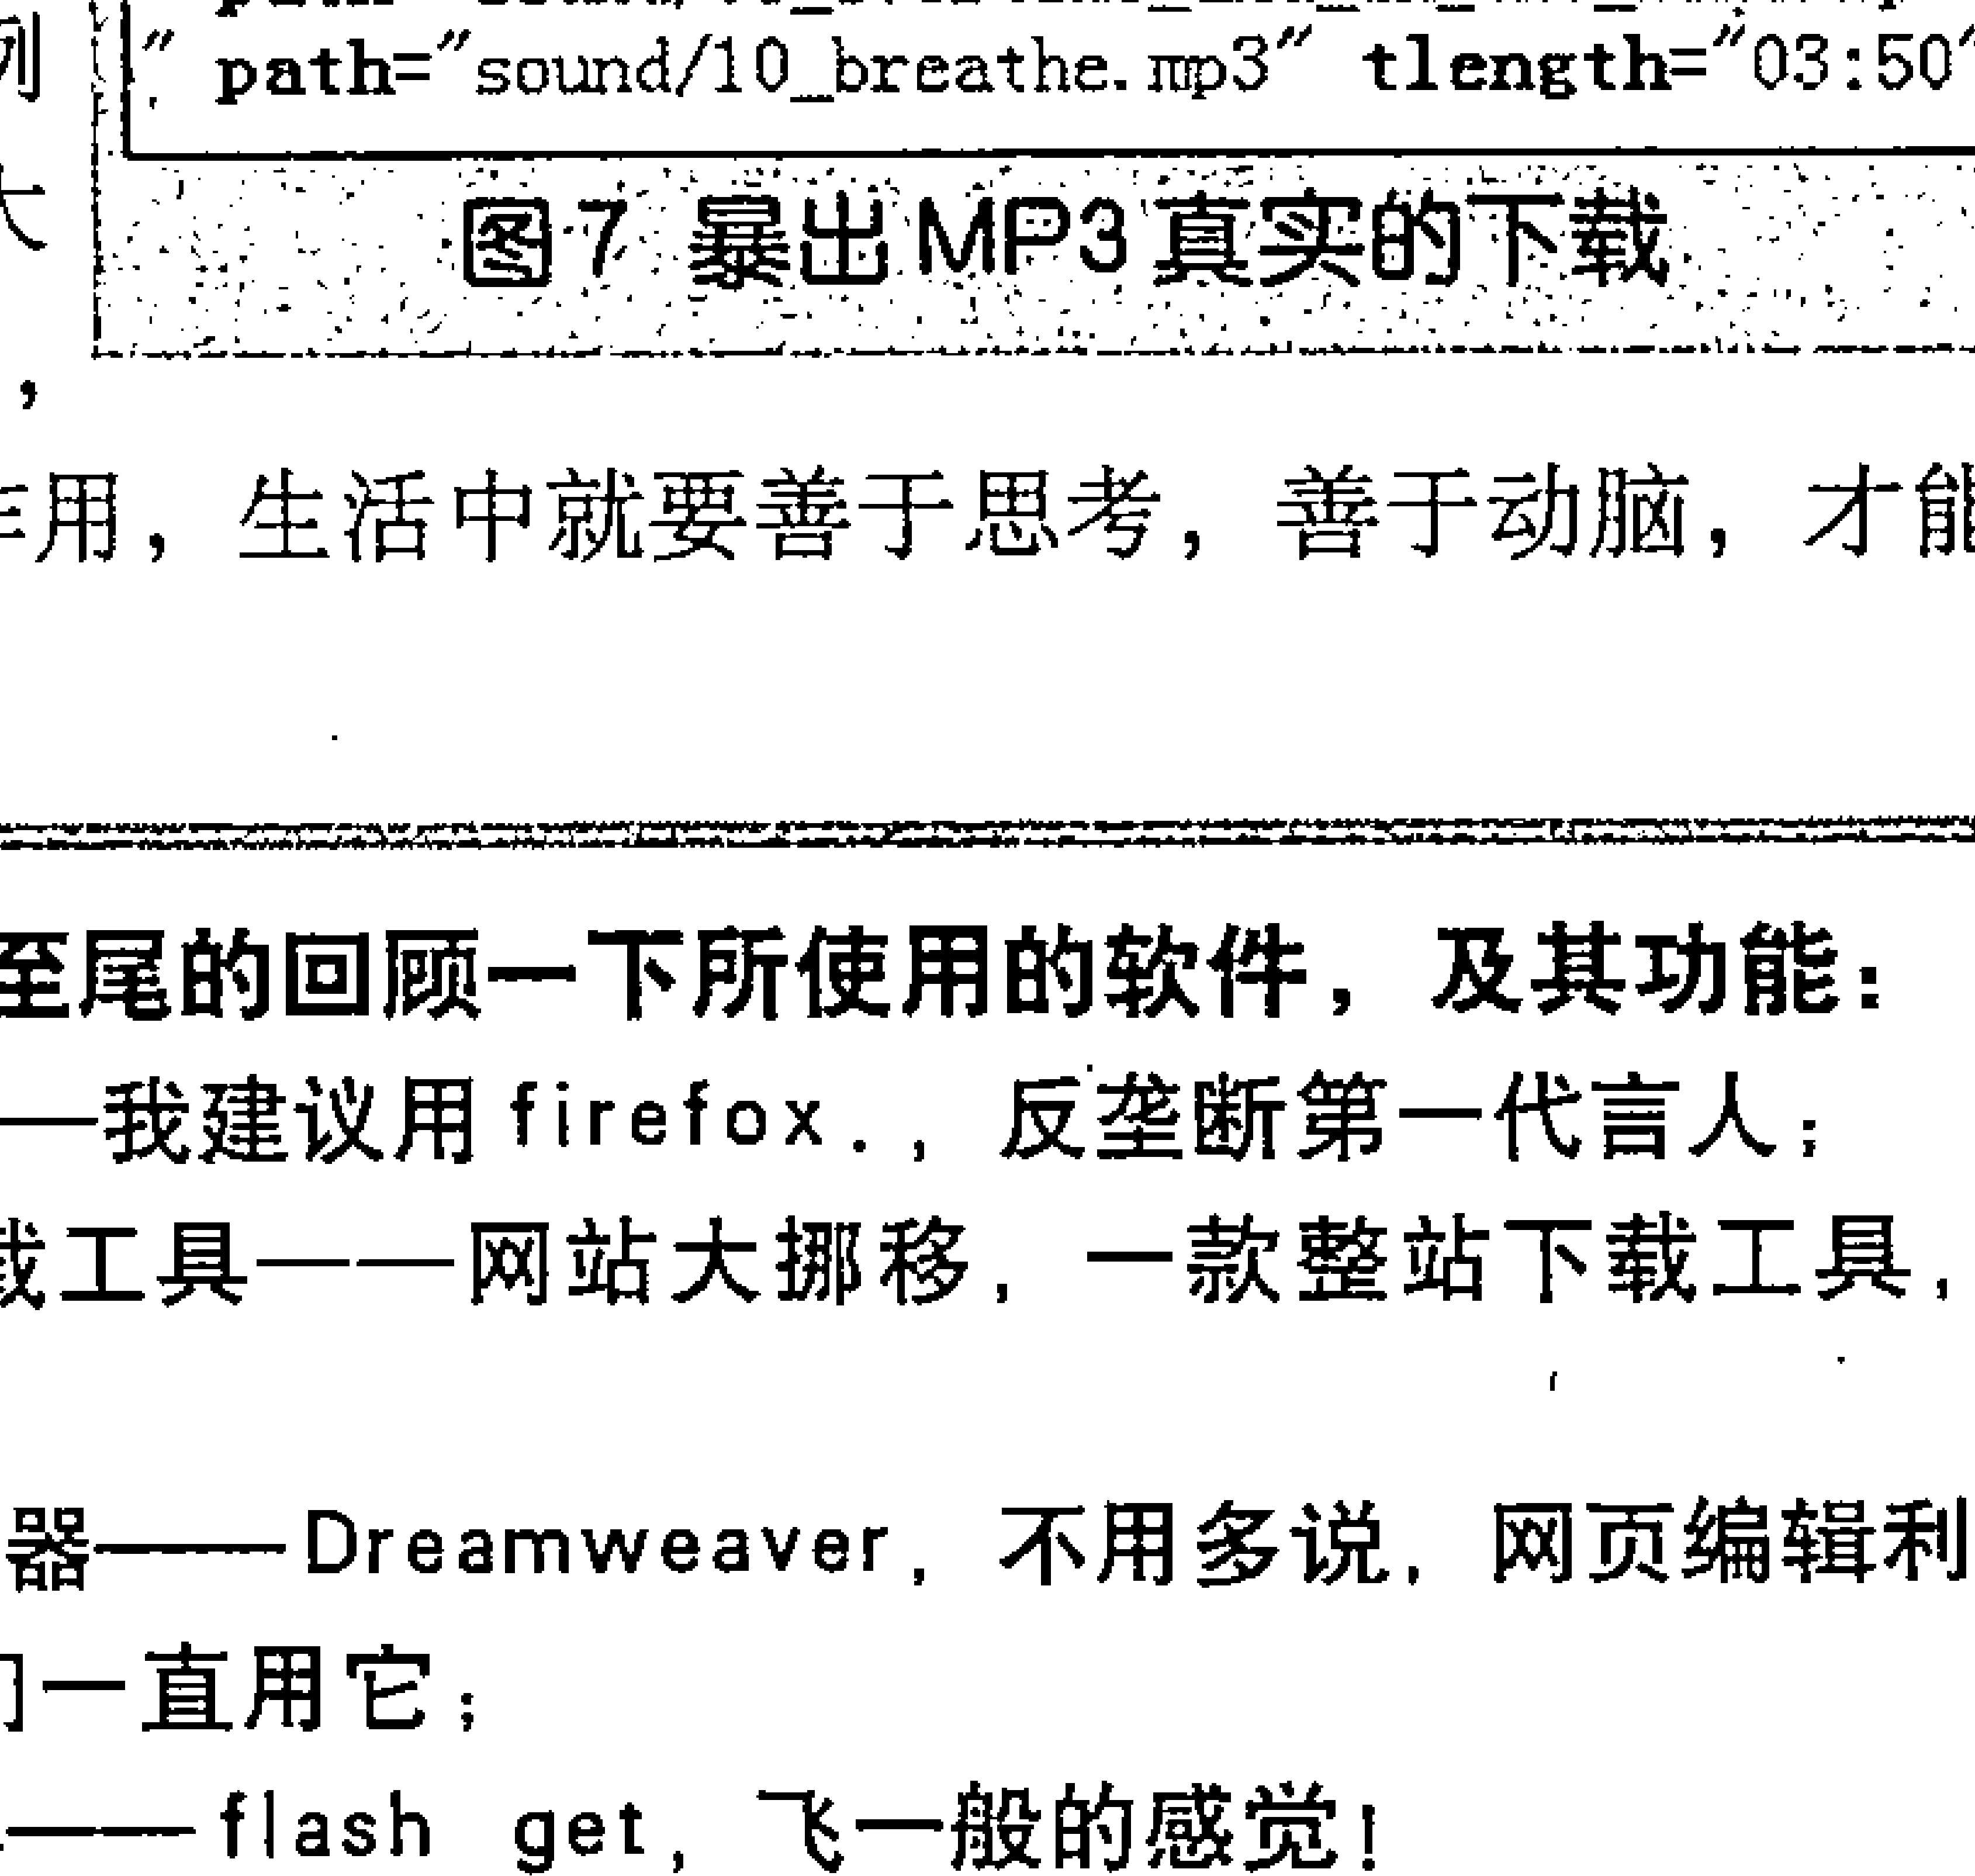 " path="sound/10_breathe.mp3" tlength="03:50"
图7 暴出MP3真实的下载
大
，
用，生活中就要善于思考，善于动脑，才能
至尾的回顾一下所使用的软件，及其功能：
——我建议用firefox.，反垄断第一代言人；
载工具——网站大挪移，一款整站下载工具，
器——Dreamweaver，不用多说，网页编辑利
一直用它；
——flash get，飞一般的感觉！